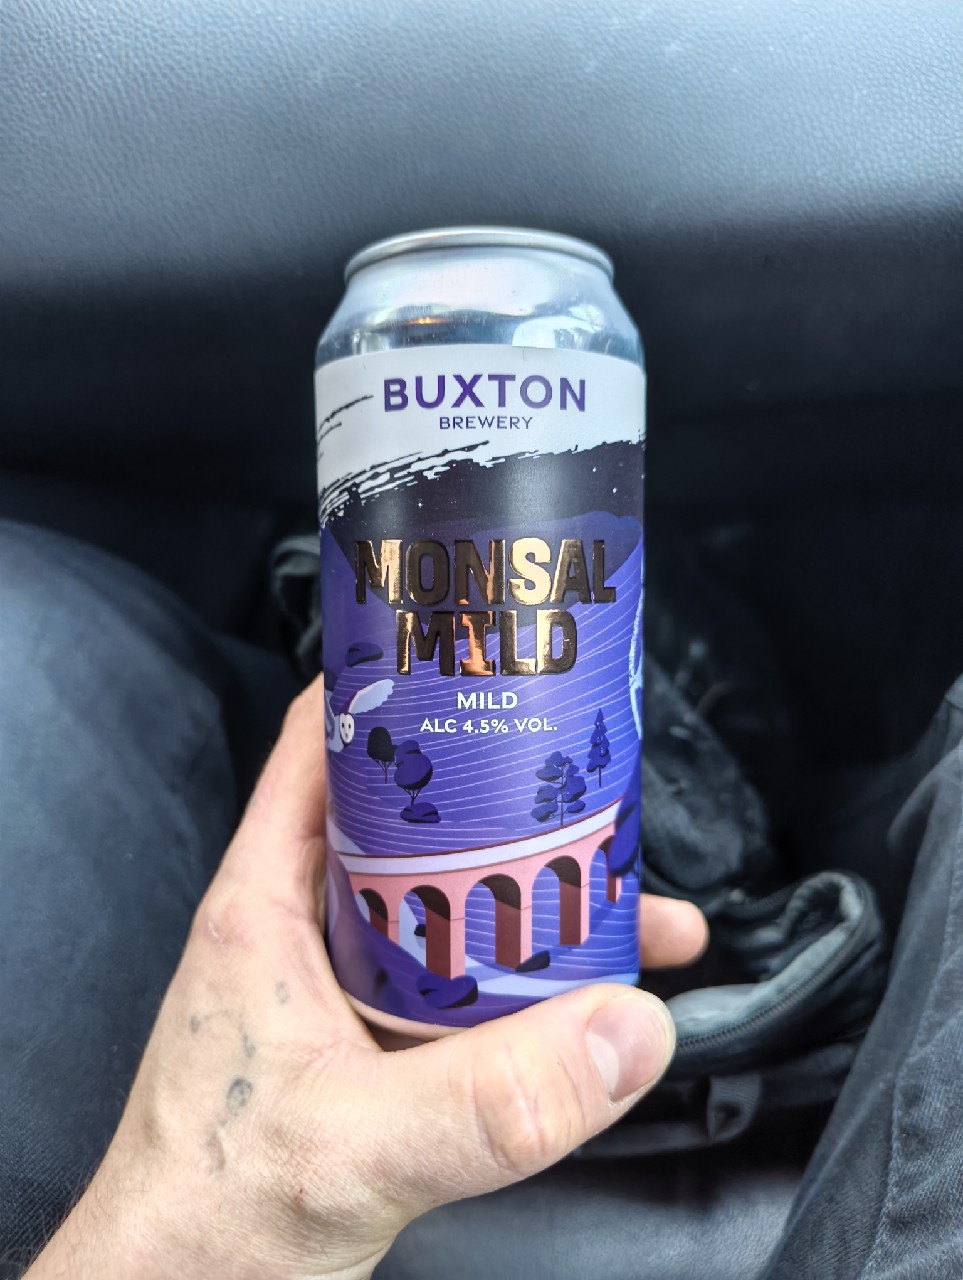 BUXTON
BREWERY
MONSAL
MILD
MILD
ALC 4.5% VOL.